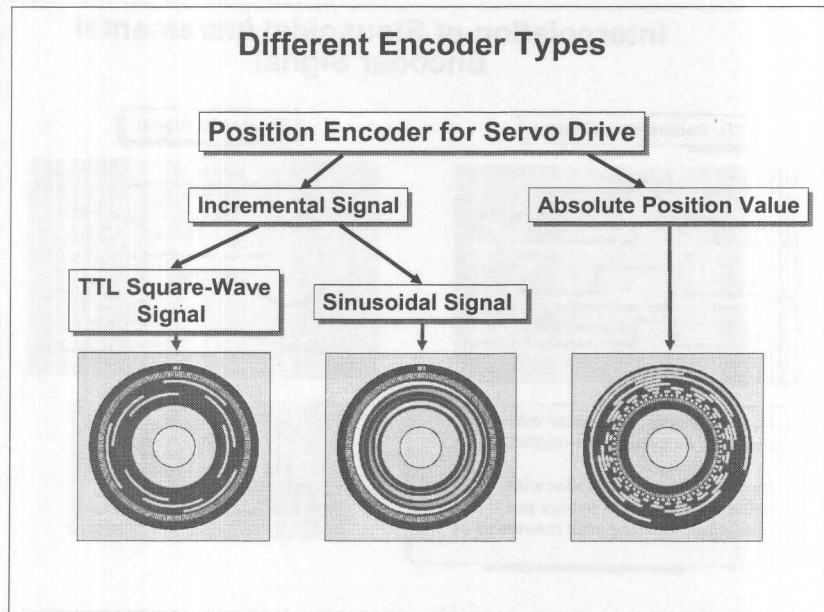 Different Encoder Types
Position Encoder for Servo Drive
Incremental Signal
Absolute Position Value
TTL Square-Wave
Signal
Sinusoidal Signal